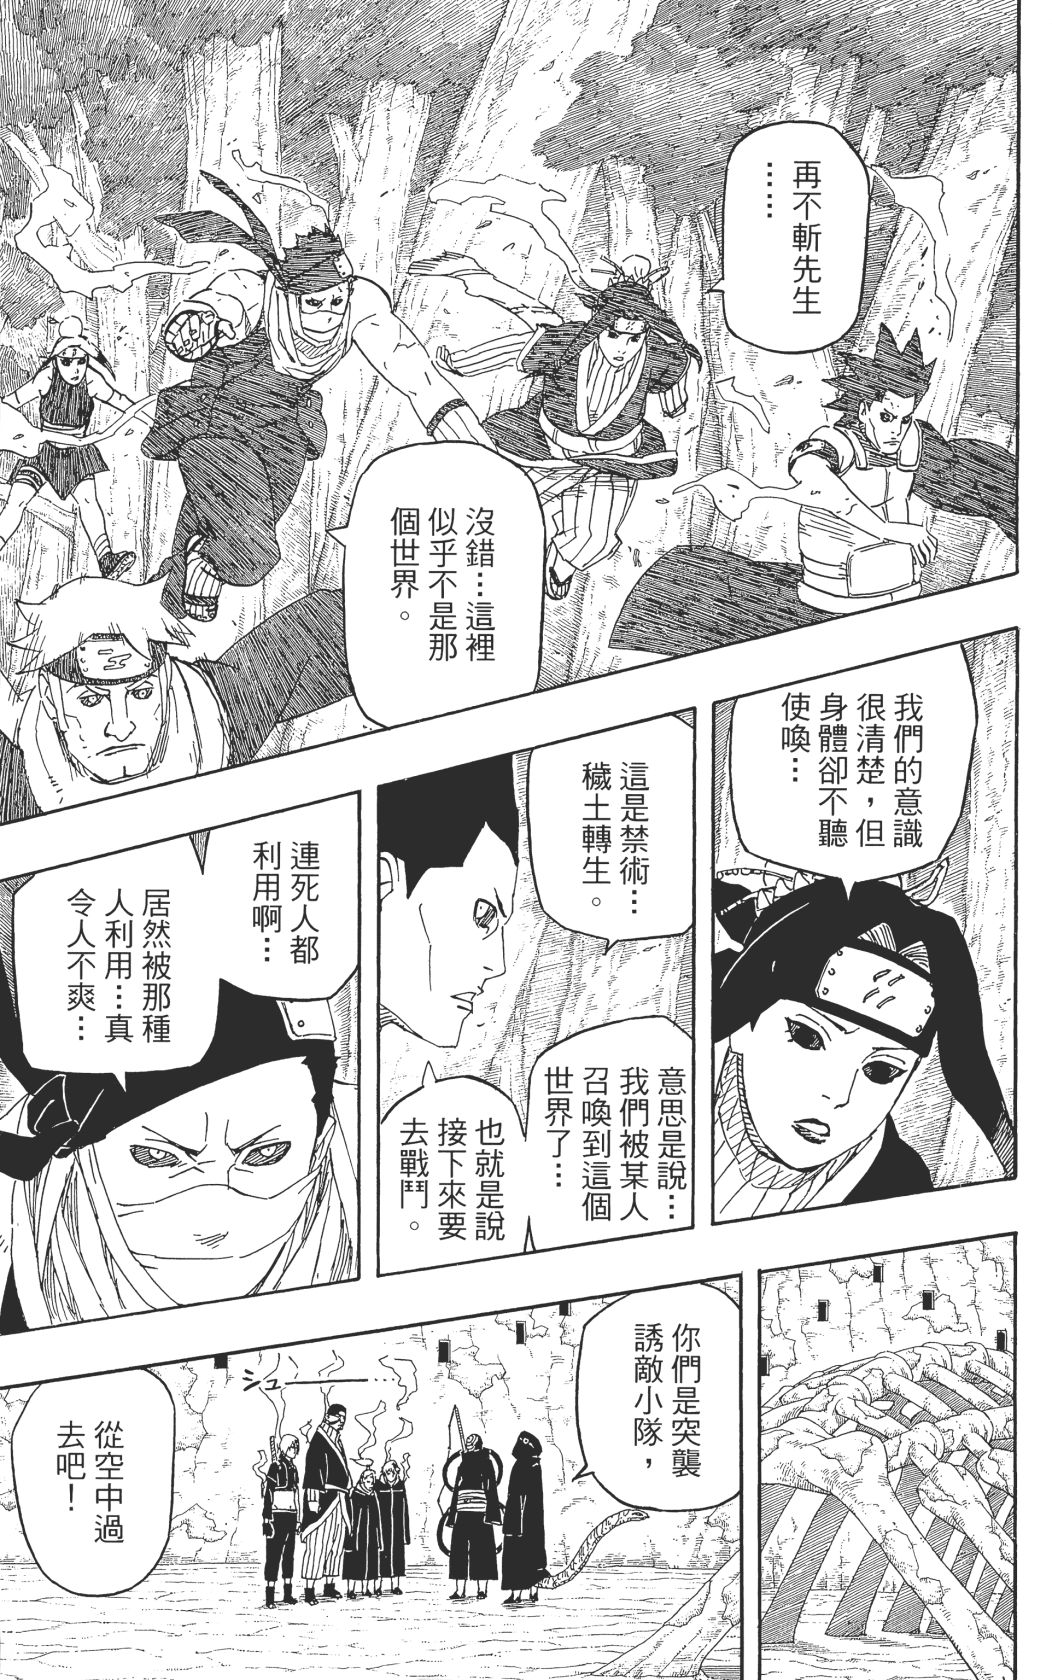 再不斬先生
……
沒錯…這裡
似乎不是那
個世界。
我們的意識
很清楚，但
身體卻不聽
使喚…
這是禁術…
穢土轉生。
意思是說…
我們被某人
召喚到這個
世界了…
也就是說
接下來要
去戰鬥。
連死人都
利用啊…
居然被那種
人利用…真
令人不爽…
你們是突襲
誘敵小隊，
シュー
從空中過
去吧！